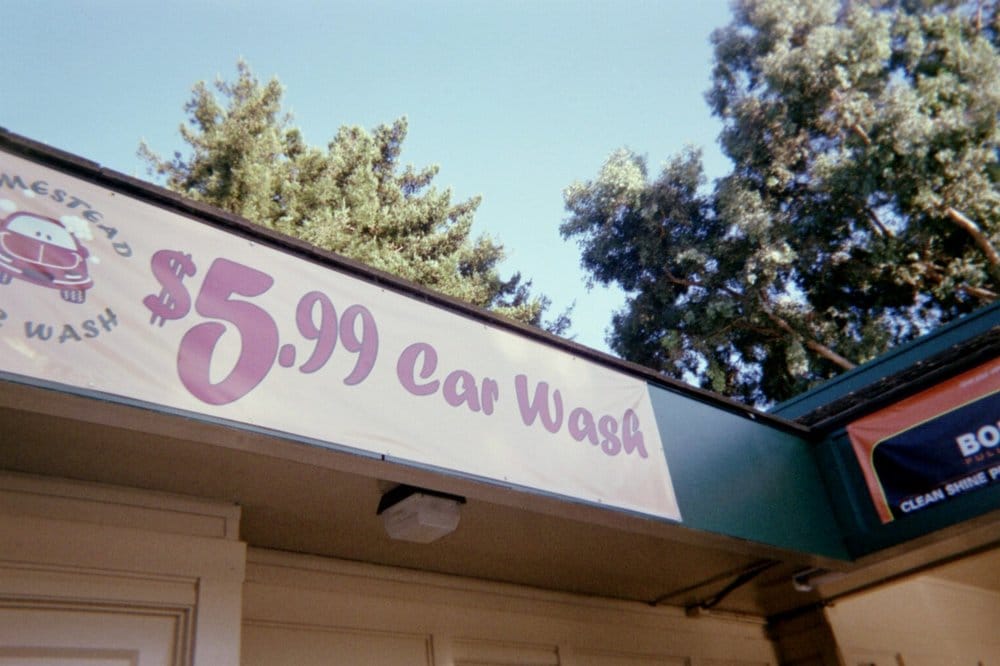 MESTEAD
WASH
$5.99 Car Wash
CLEAN SHINE